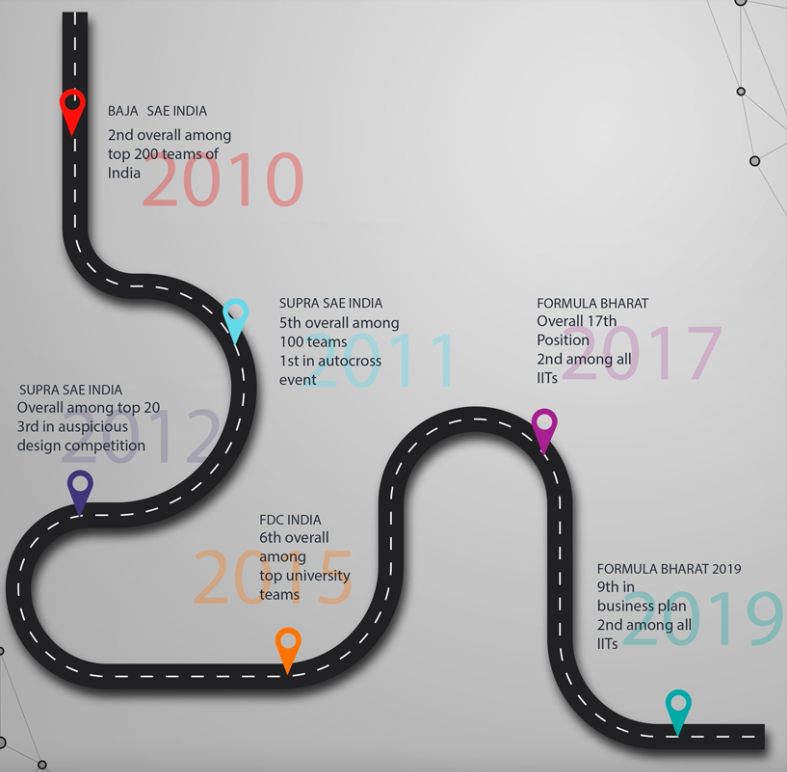 BAJA SAE INDIA
2nd overall among
top 200 teams of
India
2010
SUPRA SAE INDIA
5th overall among
100 teams
1st in autocross
event
2011
SUPRA SAE INDIA
Overall among top 20
3rd in auspicious
design competition
2012
FDC INDIA
6th overall
among
top university
teams
2015
FORMULA BHARAT
Overall 17th
Position
2nd among all
IITs
2017
FORMULA BHARAT 2019
9th in
business plan
2nd among all
IITs
2019